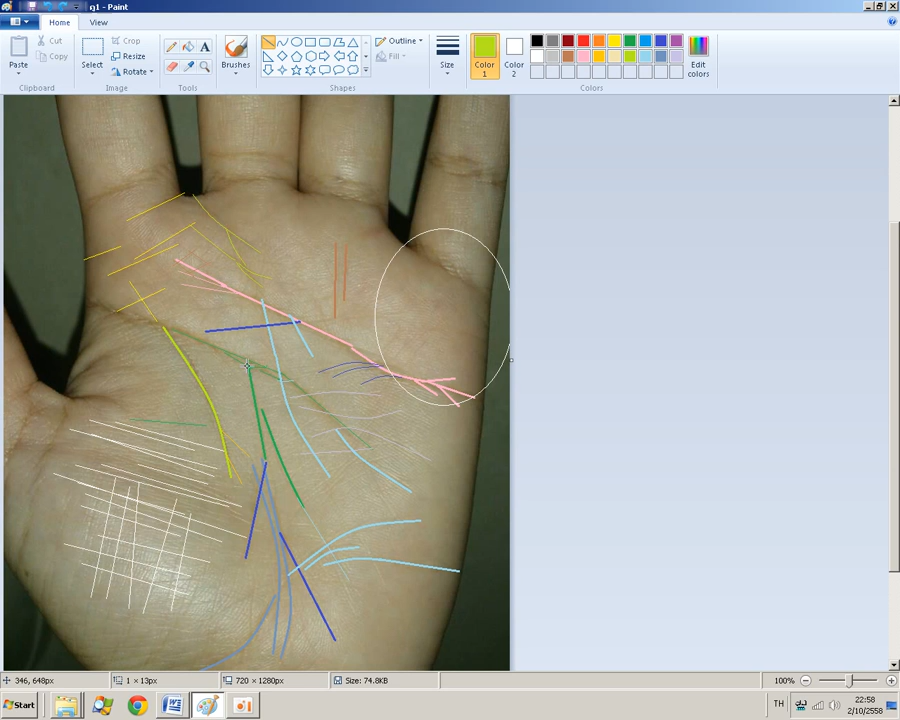 g1 - Paint
Home
View
Paste
Cut
Copy
Clipboard
Select
Crop
Resize
Rotate
Image
A
Tools
Brushes
Outline
Fill
Shapes
Size
Color
1
Color
2
Edit
colors
Colors
346, 648px
1 × 13px
720 × 1280px
Size: 74.8KB
100%
Start
TH
22:58
2/10/2558